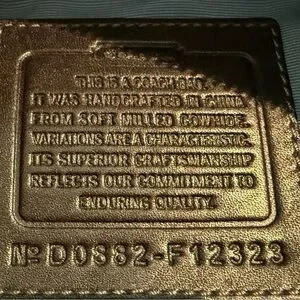 THIS IS A COACH BAG.
IT WAS HANDCRAFTED IN CHINA
FROM SOFT MILLED COWHIDE.
VARIATIONS ARE A CHARACTERISTIC.
ITS SUPERIOR CRAFTSMANSHIP
REFLECTS OUR COMMITMENT TO
ENDURING QUALITY.
Nº D0882-F12323